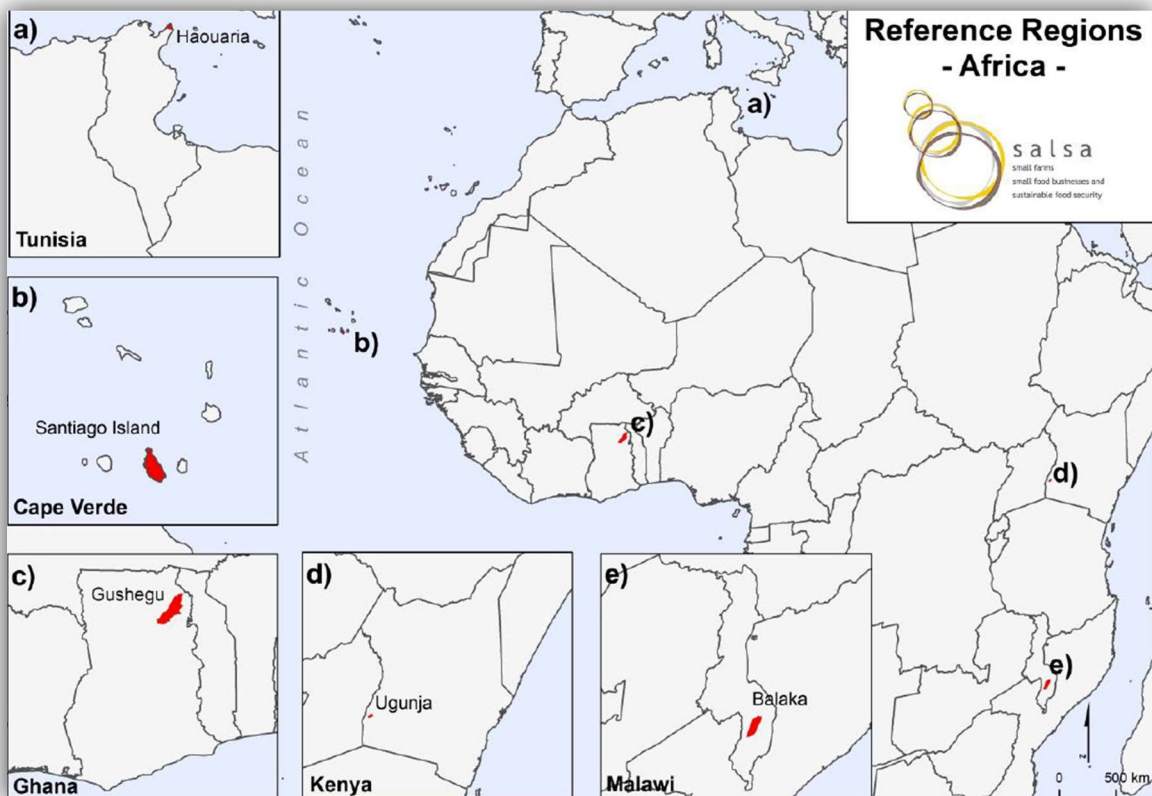 a)
Hāouaria
Tunisia
b)
Santiago Island
Cape Verde
c)
Gushegu
Ghana
d)
Ugunja
Kenya
e)
Balaka
Malawi
Atlantic Ocean
a)
b)
c)
d)
e)
Reference Regions
- Africa -
salsa
small farms
small food businesses and
sustainable food security
z
0 500 km